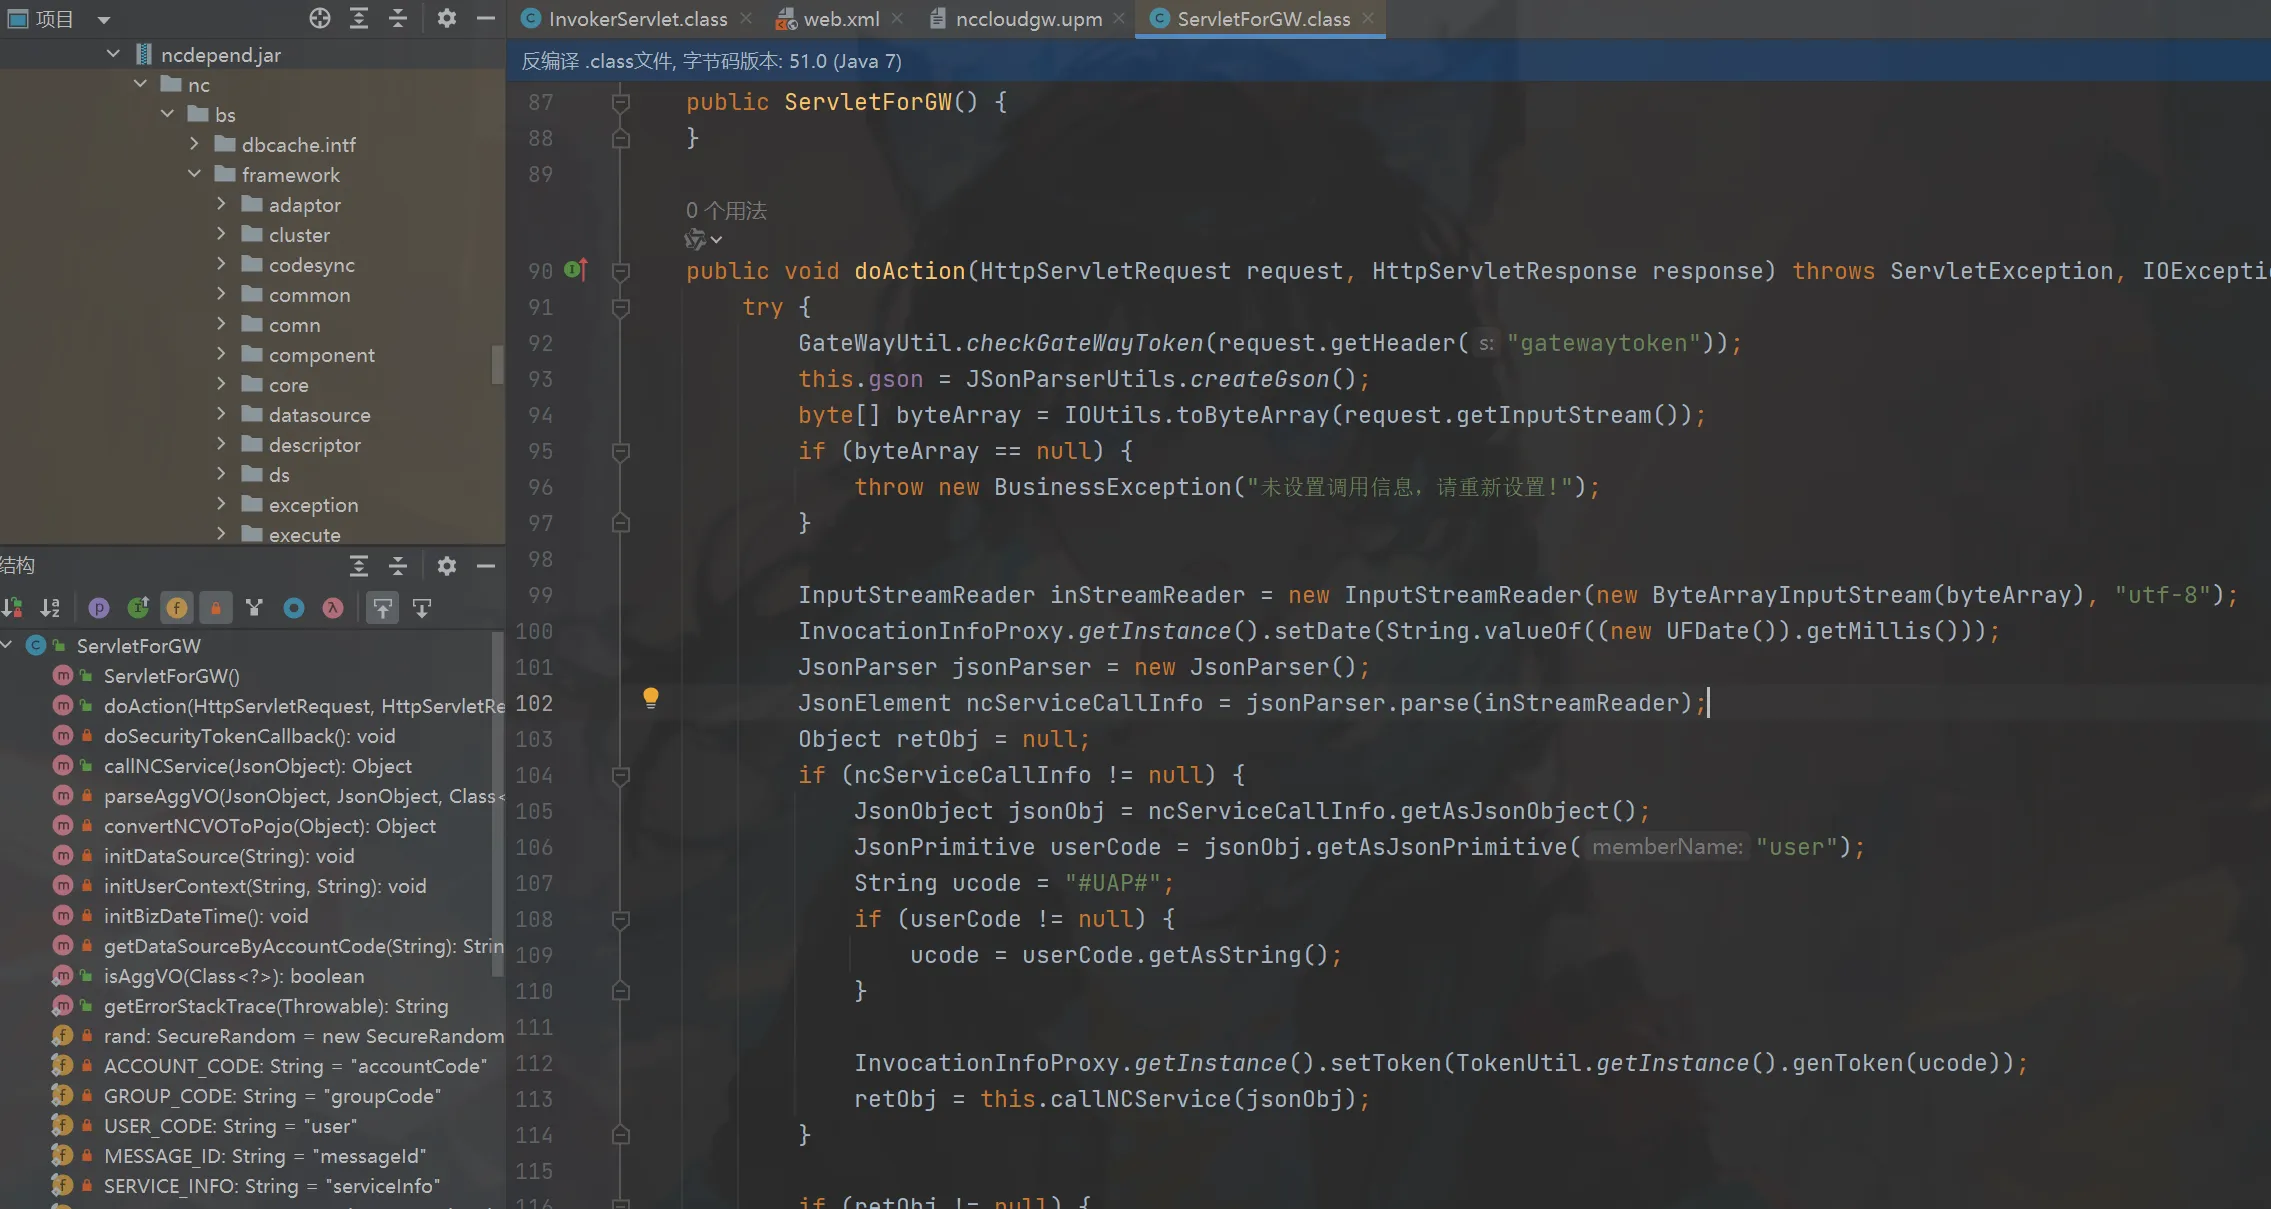 项目
ncdepend.jar
nc
bs
dbcache.intf
framework
adaptor
cluster
codesync
common
comn
component
core
datasource
descriptor
ds
exception
execute
结构
ServletForGW
ServletForGW()
doAction(HttpServletRequest, HttpServletRe
doSecurityTokenCallback(): void
callNCService(JsonObject): Object
parseAggVO(JsonObject, JsonObject, Class<
convertNCVOToPojo(Object): Object
initDataSource(String): void
initUserContext(String, String): void
initBizDateTime(): void
getDataSourceByAccountCode(String): Strin
isAggVO(Class<?>): boolean
getErrorStackTrace(Throwable): String
rand: SecureRandom = new SecureRandom
ACCOUNT_CODE: String = "accountCode"
GROUP_CODE: String = "groupCode"
USER_CODE: String = "user"
MESSAGE_ID: String = "messageId"
SERVICE_INFO: String = "serviceInfo"
InvokerServlet.class web.xml nccloudgw.upm ServletForGW.class
反编译 .class文件, 字节码版本: 51.0 (Java 7)
87 public ServletForGW() {
88 }
89
0 个用法
90 public void doAction(HttpServletRequest request, HttpServletResponse response) throws ServletException, IOExcepti
91 try {
92 GateWayUtil.checkGateWayToken(request.getHeader( s: "gatewaytoken"));
93 this.gson = JSonParserUtils.createGson();
94 byte[] byteArray = IOUtils.toByteArray(request.getInputStream());
95 if (byteArray == null) {
96 throw new BusinessException("未设置调用信息，请重新设置!");
97 }
98
99 InputStreamReader inStreamReader = new InputStreamReader(new ByteArrayInputStream(byteArray), "utf-8");
100 InvocationInfoProxy.getInstance().setDate(String.valueOf((new UFDate()).getMillis()));
101 JsonParser jsonParser = new JsonParser();
102 JsonElement ncServiceCallInfo = jsonParser.parse(inStreamReader);
103 Object retObj = null;
104 if (ncServiceCallInfo != null) {
105 JsonObject jsonObj = ncServiceCallInfo.getAsJsonObject();
106 JsonPrimitive userCode = jsonObj.getAsJsonPrimitive( memberName: "user");
107 String ucode = "#UAP#";
108 if (userCode != null) {
109 ucode = userCode.getAsString();
110 }
111
112 InvocationInfoProxy.getInstance().setToken(TokenUtil.getInstance().genToken(ucode));
113 retObj = this.callNCService(jsonObj);
114 }
115
116 if (retObj != null) {